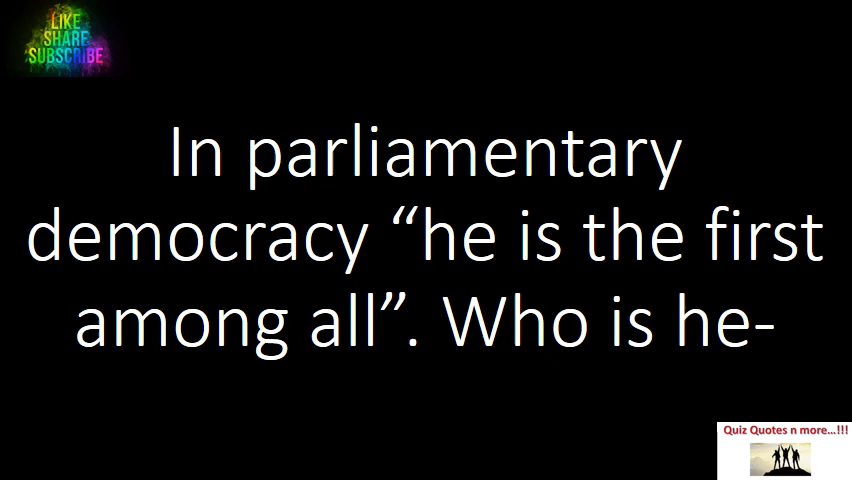 LIKE
SHARE
SUBSCRIBE
In parliamentary
democracy “he is the first
among all”. Who is he-
Quiz Quotes n more...!!!